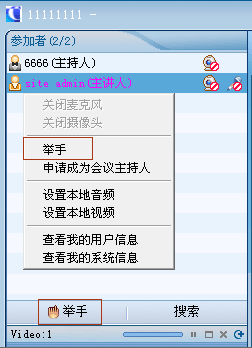 11111111 -
参加者 (2/2)
6666 (主持人)
site admin(主讲人)
关闭麦克风
关闭摄像头
举手
申请成为会议主持人
设置本地音频
设置本地视频
查看我的用户信息
查看我的系统信息
举手 搜索
Video:1